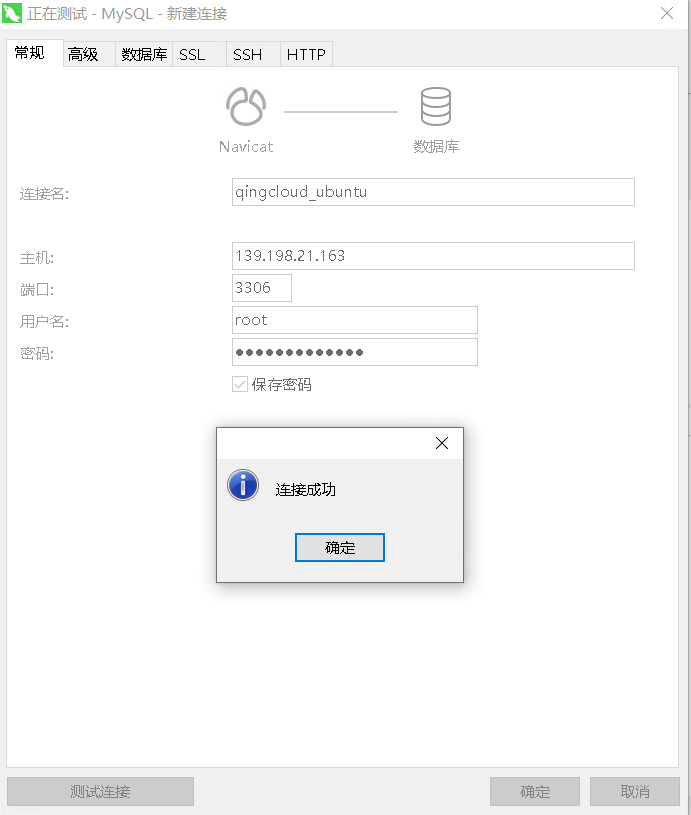 正在测试 - MySQL - 新建连接
常规 高级 数据库 SSL SSH HTTP
Navicat 数据库
连接名: qingcloud_ubuntu
主机: 139.198.21.163
端口: 3306
用户名: root
密码: ●●●●●●●●●●●●●
保存密码
连接成功
确定
测试连接 确定 取消